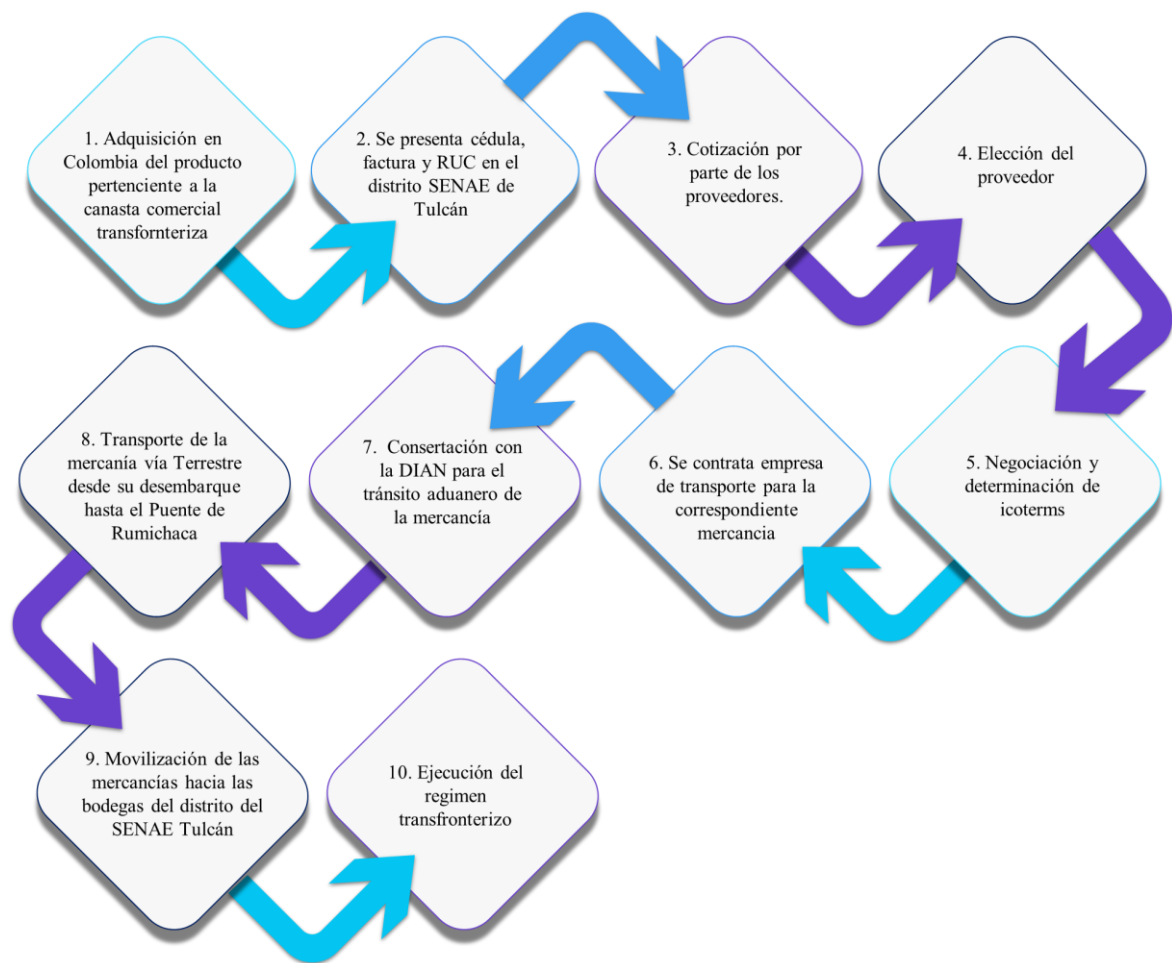 1. Adquisición en
Colombia del producto
pertenciente a la
canasta comercial
transfornteriza
2. Se presenta cédula,
factura y RUC en el
distrito SENAE de
Tulcán
3. Cotización por
parte de los
proveedores.
4. Elección del
proveedor
5. Negociación y
determinación de
icoterms
6. Se contrata empresa
de transporte para la
correspondiente
mercancia
7. Consertación con
la DIAN para el
tránsito aduanero de
la mercancía
8. Transporte de la
mercanía vía Terrestre
desde su desembarque
hasta el Puente de
Rumichaca
9. Movilización de las
mercancías hacia las
bodegas del distrito del
SENAE Tulcán
10. Ejecución del
regimen
transfronterizo